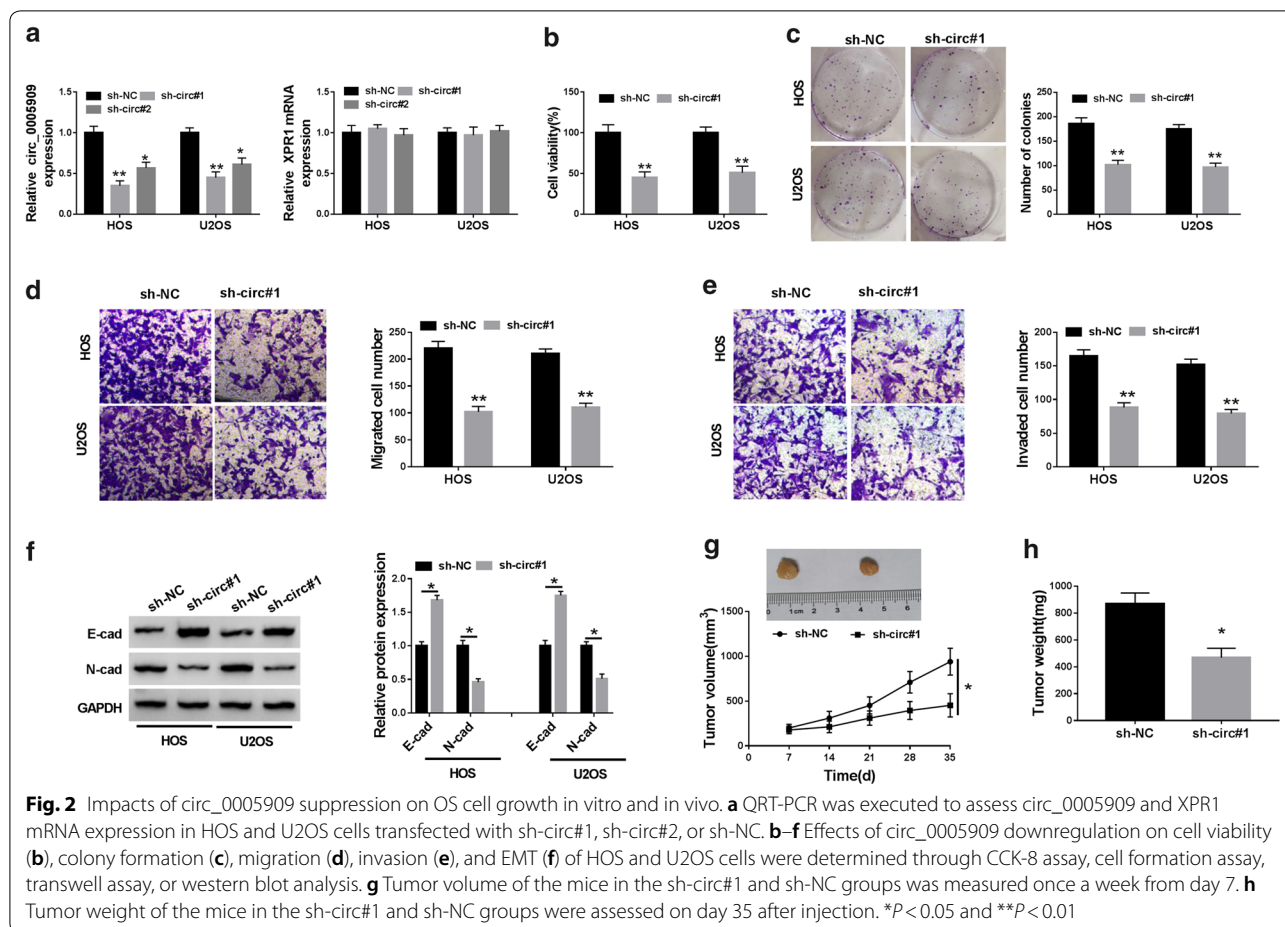 a
sh-NC sh-circ#1
sh-circ#2
Relative circ_0005909
expression
1.5
1.0
0.5
0.0
**
*
**
*
HOS U2OS
sh-NC sh-circ#1
sh-circ#2
Relative XPR1 mRNA
expression
1.5
1.0
0.5
0.0
HOS U2OS
b
sh-NC sh-circ#1
Cell viability(%)
150
100
50
0
**
**
HOS U2OS
c
sh-NC sh-circ#1
HOS
U2OS
sh-NC sh-circ#1
Number of colonies
250
200
150
100
50
0
**
**
HOS U2OS
d
sh-NC sh-circ#1
HOS
U2OS
sh-NC sh-circ#1
Migrated cell number
250
200
150
100
50
0
**
**
HOS U2OS
e
sh-NC sh-circ#1
HOS
U2OS
sh-NC sh-circ#1
Invaded cell number
200
150
100
50
0
**
**
HOS U2OS
f
sh-NC sh-circ#1 sh-NC sh-circ#1
E-cad
N-cad
GAPDH
HOS U2OS
sh-NC sh-circ#1
Relative protein expression
2.0
1.5
1.0
0.5
0.0
*
*
*
*
E-cad N-cad E-cad N-cad
HOS U2OS
g
0 1cm 2 3 4 5 6
sh-NC
sh-circ#1
Tumor volume(mm3)
1500
1000
500
0
*
7 14 21 28 35
Time(d)
h
Tumor weight(mg)
1000
800
600
400
200
0
*
sh-NC sh-circ#1
Fig. 2 Impacts of circ_0005909 suppression on OS cell growth in vitro and in vivo. a QRT-PCR was executed to assess circ_0005909 and XPR1
mRNA expression in HOS and U2OS cells transfected with sh-circ#1, sh-circ#2, or sh-NC. b–f Effects of circ_0005909 downregulation on cell viability
(b), colony formation (c), migration (d), invasion (e), and EMT (f) of HOS and U2OS cells were determined through CCK-8 assay, cell formation assay,
transwell assay, or western blot analysis. g Tumor volume of the mice in the sh-circ#1 and sh-NC groups was measured once a week from day 7. h
Tumor weight of the mice in the sh-circ#1 and sh-NC groups were assessed on day 35 after injection. *P < 0.05 and **P < 0.01